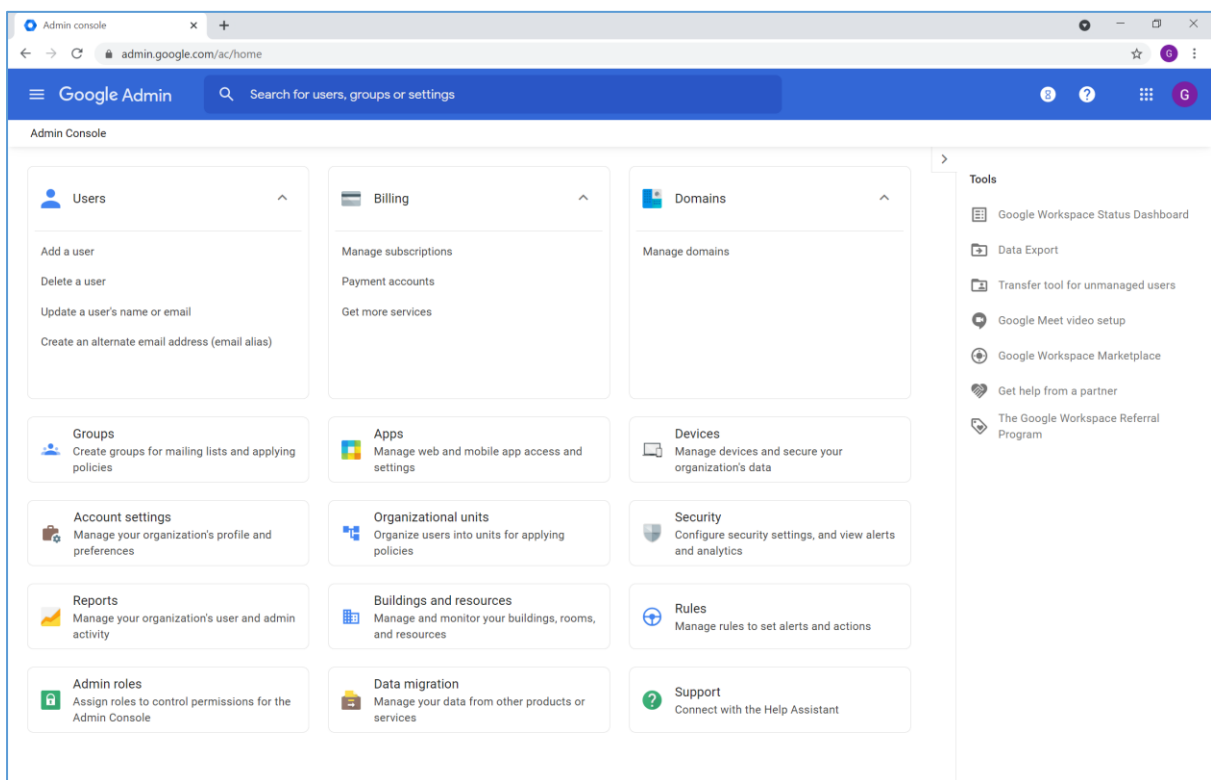 Admin console
admin.google.com/ac/home
G
Google Admin
Search for users, groups or settings
8
?
G
Admin Console
Users
Add a user
Delete a user
Update a user's name or email
Create an alternate email address (email alias)
Billing
Manage subscriptions
Payment accounts
Get more services
Domains
Manage domains
Groups
Create groups for mailing lists and applying
policies
Apps
Manage web and mobile app access and
settings
Devices
Manage devices and secure your
organization's data
Account settings
Manage your organization's profile and
preferences
Organizational units
Organize users into units for applying
policies
Security
Configure security settings, and view alerts
and analytics
Reports
Manage your organization's user and admin
activity
Buildings and resources
Manage and monitor your buildings, rooms,
and resources
Rules
Manage rules to set alerts and actions
Admin roles
Assign roles to control permissions for the
Admin Console
Data migration
Manage your data from other products or
services
?
Support
Connect with the Help Assistant
Tools
Google Workspace Status Dashboard
Data Export
Transfer tool for unmanaged users
Google Meet video setup
Google Workspace Marketplace
Get help from a partner
The Google Workspace Referral
Program